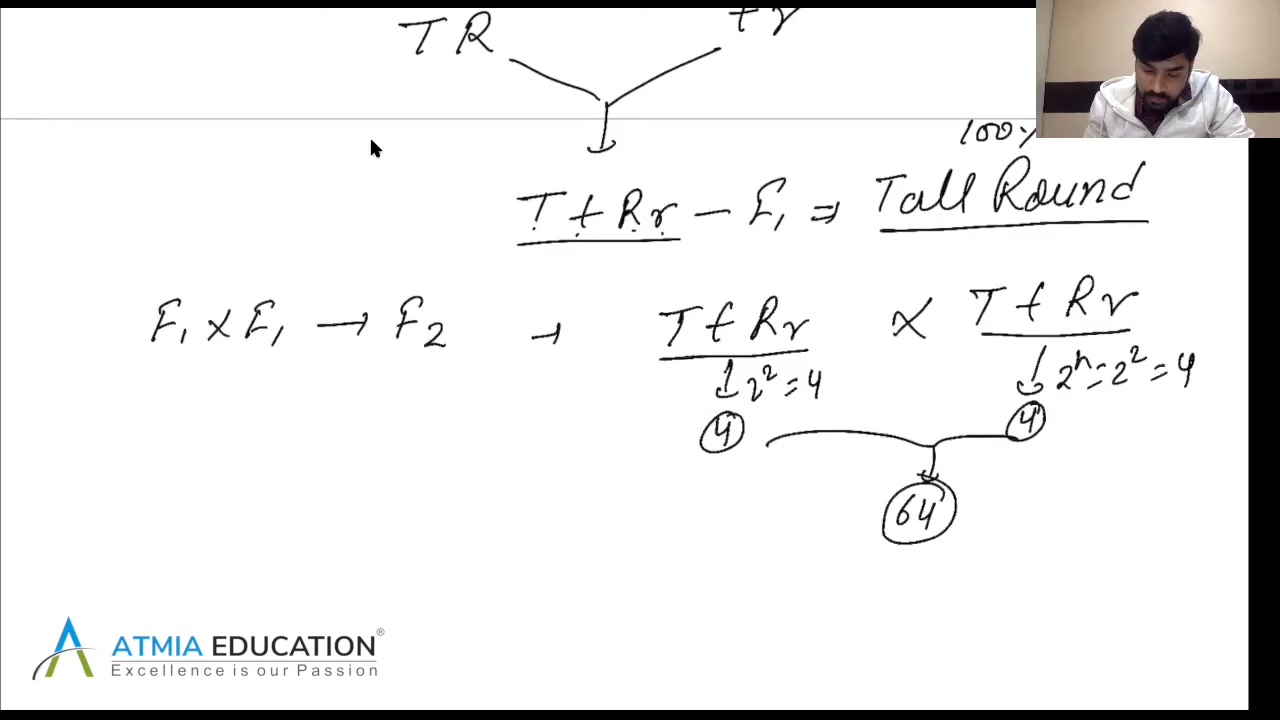 TR tr
100%
TtRr – F₁ ⇒ Tall Round
F₁ × F₁ → F₂ → TtRr × TtRr
↓ 2² = 4 ↓ 2ⁿ = 2² = 4
4 4
64
ATMIA EDUCATION®
Excellence is our Passion